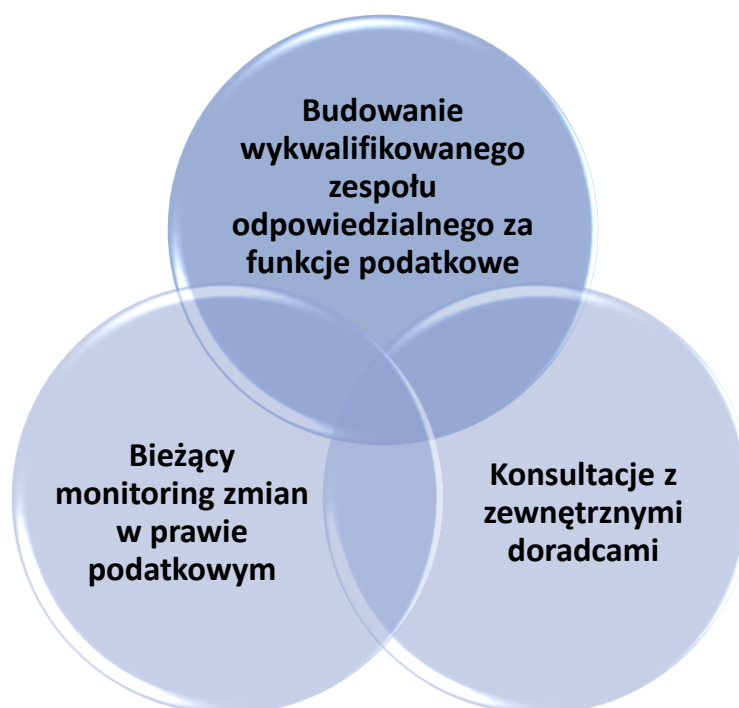 Budowanie
wykwalifikowanego
zespołu
odpowiedzialnego za
funkcje podatkowe
Bieżący
monitoring zmian
w prawie
podatkowym
Konsultacje z
zewnętrznymi
doradcami